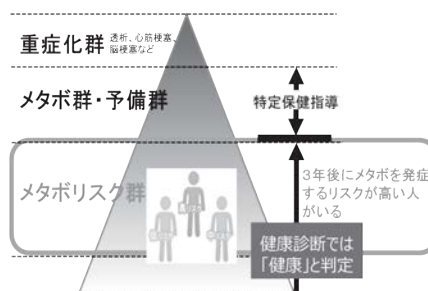 重症化群 透析、心筋梗塞、
脳梗塞など
メタボ群・予備群
特定保健指導
メタボリスク群
3年後にメタボを発症
するリスクが高い人
がいる
健康診断では
「健康」と判定